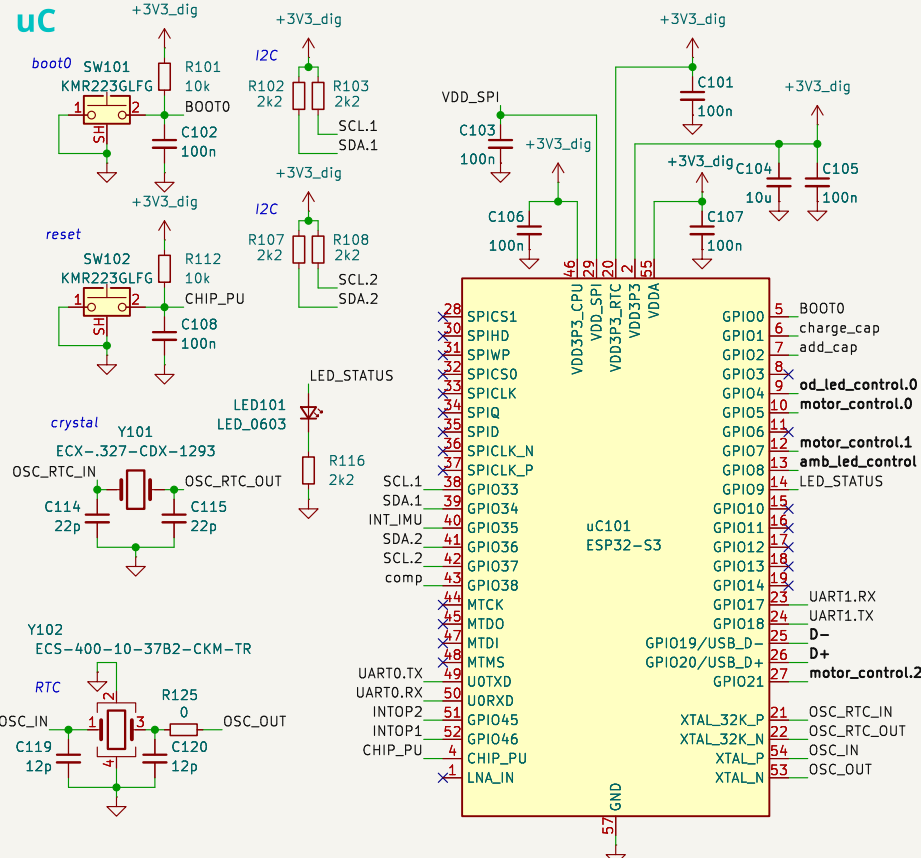 uC
+3V3_dig
boot0
SW101
KMR223GLFG
1
2
SH
R101
10k
BOOT0
C102
100n
+3V3_dig
I2C
R102
2k2
R103
2k2
SCL.1
SDA.1
+3V3_dig
reset
SW102
KMR223GLFG
1
2
SH
R112
10k
CHIP_PU
C108
100n
+3V3_dig
I2C
R107
2k2
R108
2k2
SCL.2
SDA.2
LED_STATUS
LED101
LED_0603
R116
2k2
crystal
Y101
ECX-.327-CDX-1293
OSC_RTC_IN
OSC_RTC_OUT
C114
22p
C115
22p
Y102
ECS-400-10-37B2-CKM-TR
RTC
R125
0
OSC_IN
1
2
3
4
OSC_OUT
C119
12p
C120
12p
+3V3_dig
C101
100n
VDD_SPI
C103
100n
+3V3_dig
C106
100n
+3V3_dig
C107
100n
+3V3_dig
C104
10u
C105
100n
46
29
20
2
55
VDD3P3_CPU
VDD_SPI
VDD3P3_RTC
VDD3P3
VDDA
28 SPICS1
30 SPIHD
31 SPIWP
32 SPICS0
33 SPICLK
34 SPIQ
35 SPID
36 SPICLK_N
37 SPICLK_P
SCL.1 38 GPIO33
SDA.1 39 GPIO34
INT_IMU 40 GPIO35
SDA.2 41 GPIO36
SCL.2 42 GPIO37
comp 43 GPIO38
44 MTCK
45 MTDO
47 MTDI
48 MTMS
UART0.TX 49 U0TXD
UART0.RX 50 U0RXD
INTOP2 51 GPIO45
INTOP1 52 GPIO46
CHIP_PU 4 CHIP_PU
1 LNA_IN
uC101
ESP32-S3
GPIO0 5 BOOT0
GPIO1 6 charge_cap
GPIO2 7 add_cap
GPIO3 8
GPIO4 9 od_led_control.0
GPIO5 10 motor_control.0
GPIO6 11
GPIO7 12 motor_control.1
GPIO8 13 amb_led_control
GPIO9 14 LED_STATUS
GPIO10 15
GPIO11 16
GPIO12 17
GPIO13 18
GPIO14 19
GPIO17 23 UART1.RX
GPIO18 24 UART1.TX
GPIO19/USB_D- 25 D-
GPIO20/USB_D+ 26 D+
GPIO21 27 motor_control.2
XTAL_32K_P 21 OSC_RTC_IN
XTAL_32K_N 22 OSC_RTC_OUT
XTAL_P 54 OSC_IN
XTAL_N 53 OSC_OUT
GND
57